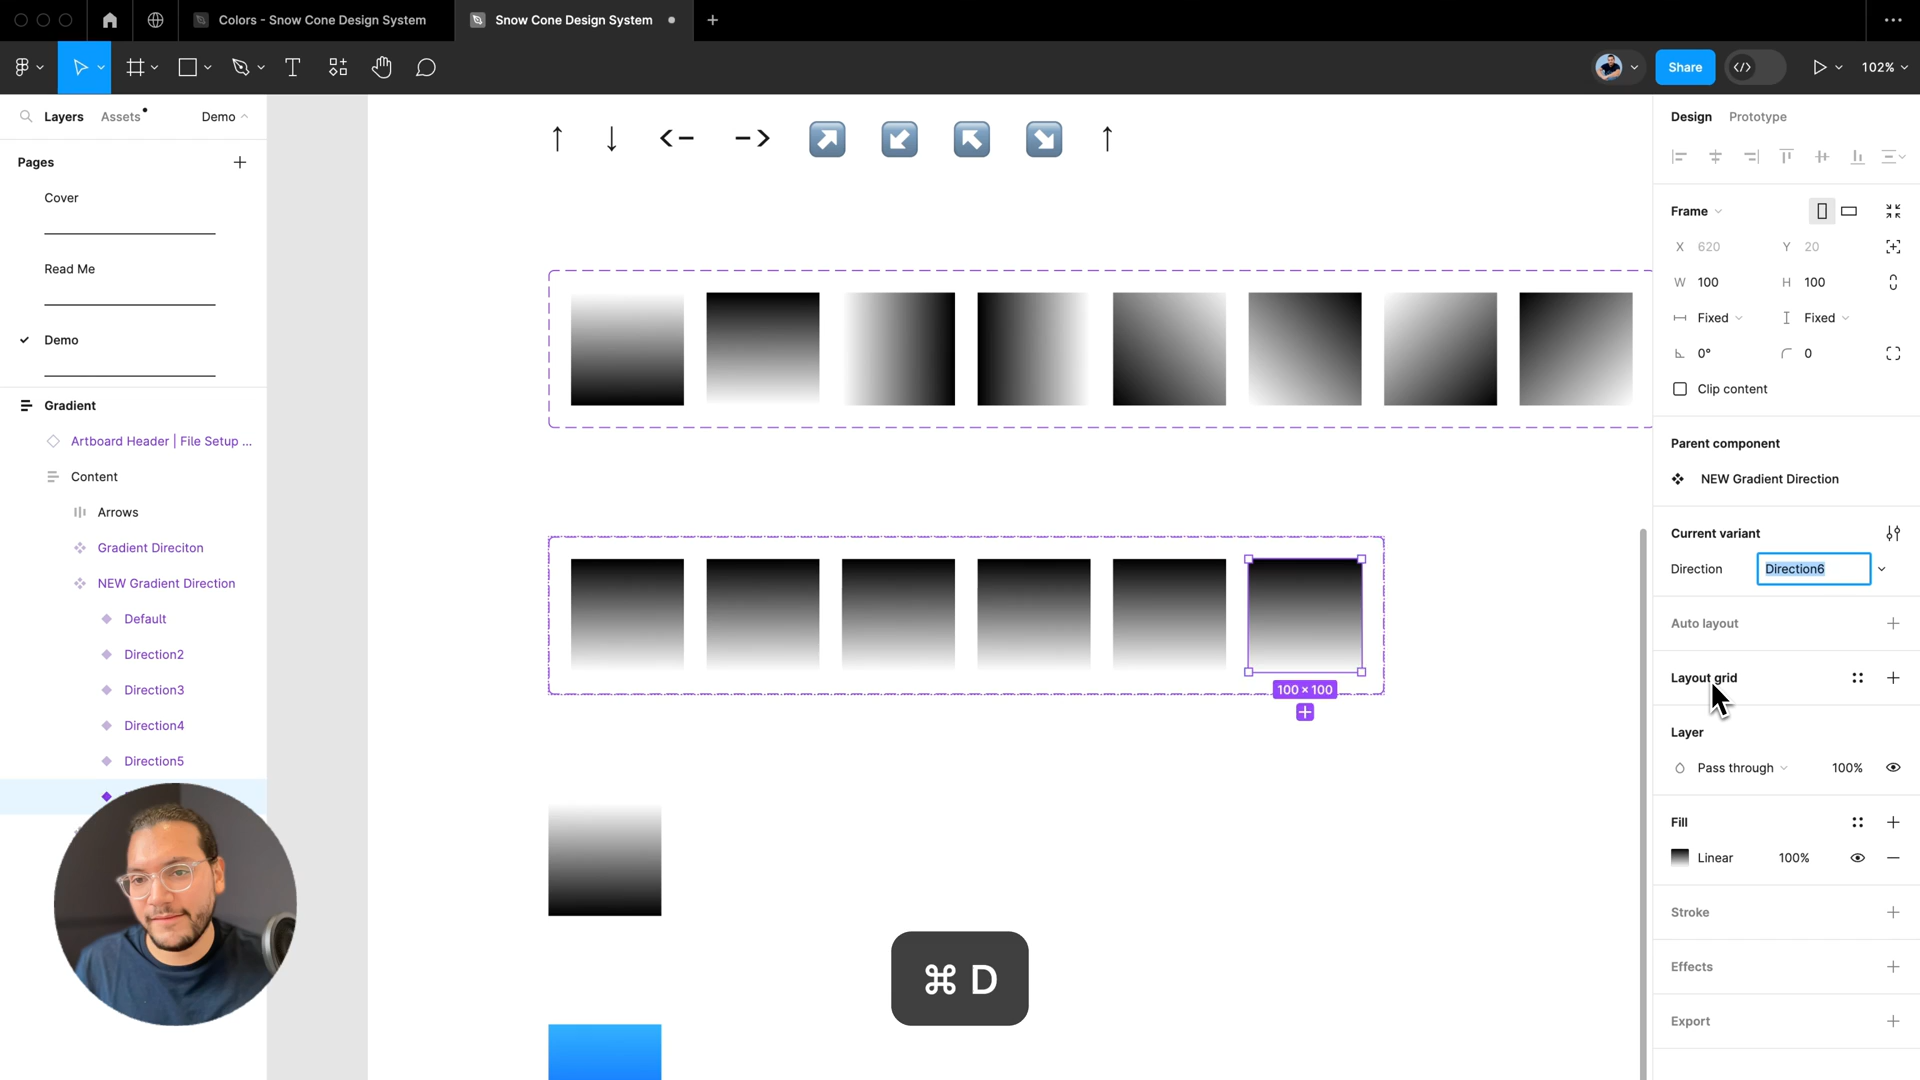 Colors - Snow Cone Design System
Snow Cone Design System
Share
102%
Layers
Assets
Demo
Pages
Cover
Read Me
Demo
Gradient
Artboard Header | File Setup ...
Content
Arrows
Gradient Direciton
NEW Gradient Direction
Default
Direction2
Direction3
Direction4
Direction5
↑ ↓ <- -> ↗ ↙ ↖ ↘ ↑
100 × 100
⌘ D
Design
Prototype
Frame
X 620
Y 20
W 100
H 100
Fixed
Fixed
0°
0
Clip content
Parent component
NEW Gradient Direction
Current variant
Direction
Direction6
Auto layout
Layout grid
Layer
Pass through
100%
Fill
Linear
100%
Stroke
Effects
Export